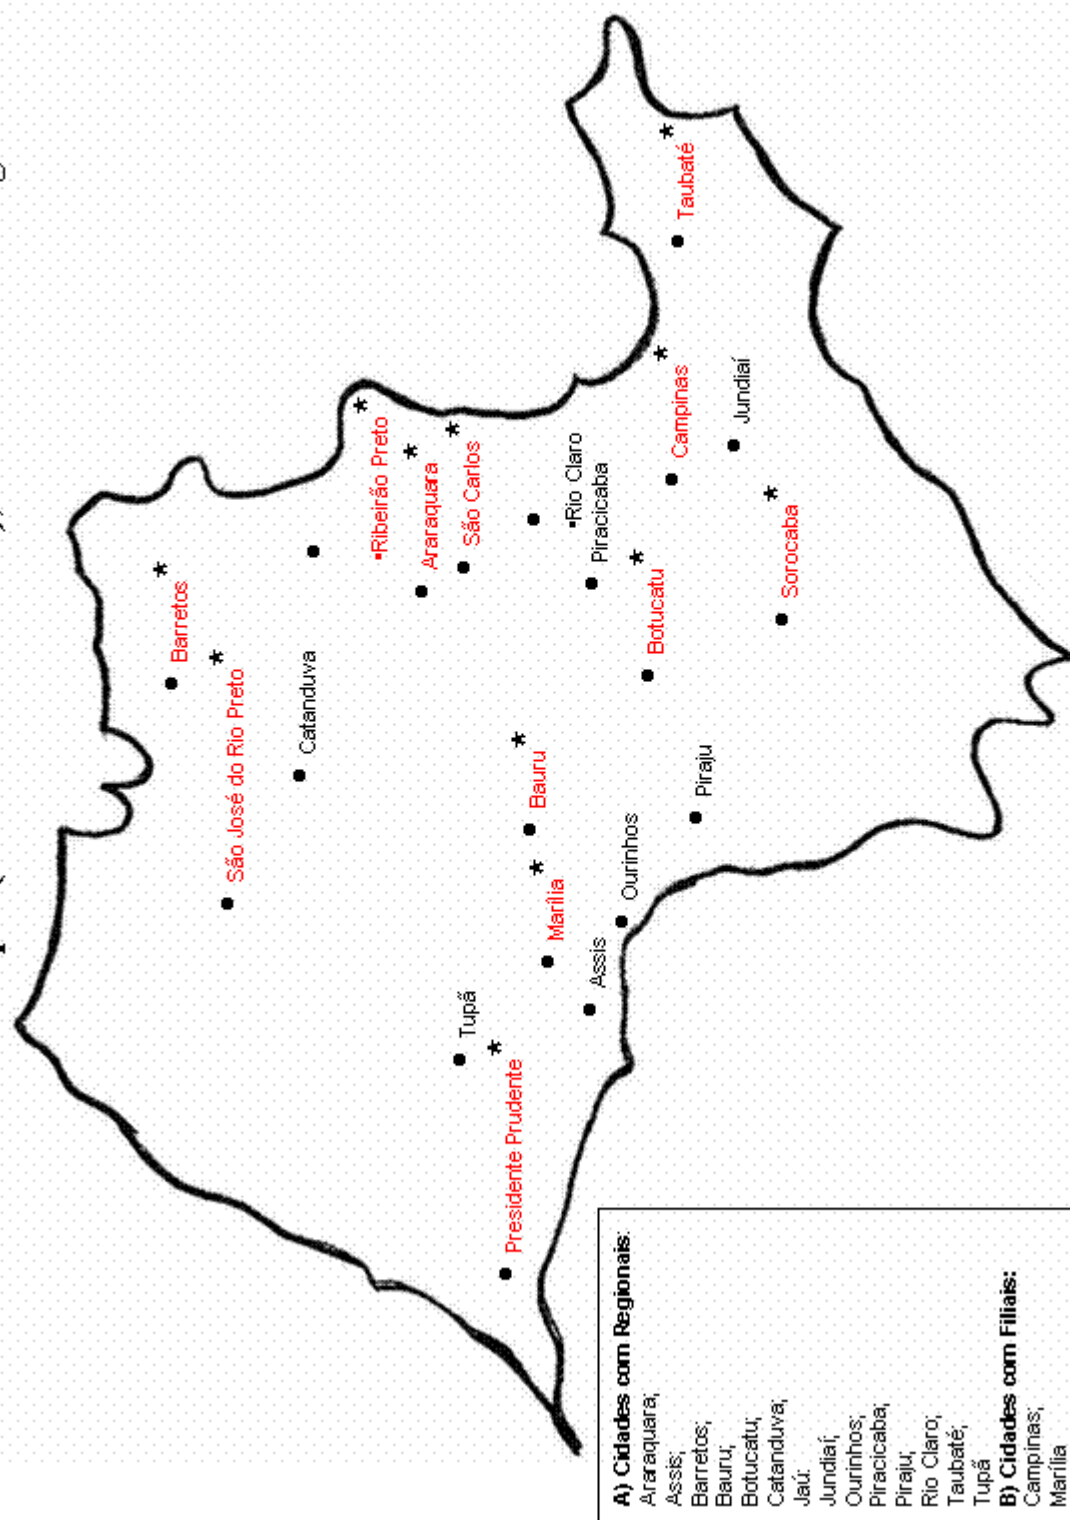 Barretos *
São José do Rio Preto *
Catanduva
▪Ribeirão Preto *
Araraquara *
São Carlos *
Tupã
Presidente Prudente *
Bauru *
Marília *
▪Rio Claro
Piracicaba
Assis
Ourinhos
Botucatu *
Campinas *
Taubaté *
Piraju
Jundiaí
Sorocaba *
A) Cidades com Regionais:
Araraquara;
Assis;
Barretos;
Bauru;
Botucatu;
Catanduva;
Jaú:
Jundiaí;
Ourinhos;
Piracicaba;
Piraju;
Rio Claro;
Taubaté;
Tupã
B) Cidades com Filiais:
Campinas;
Marília